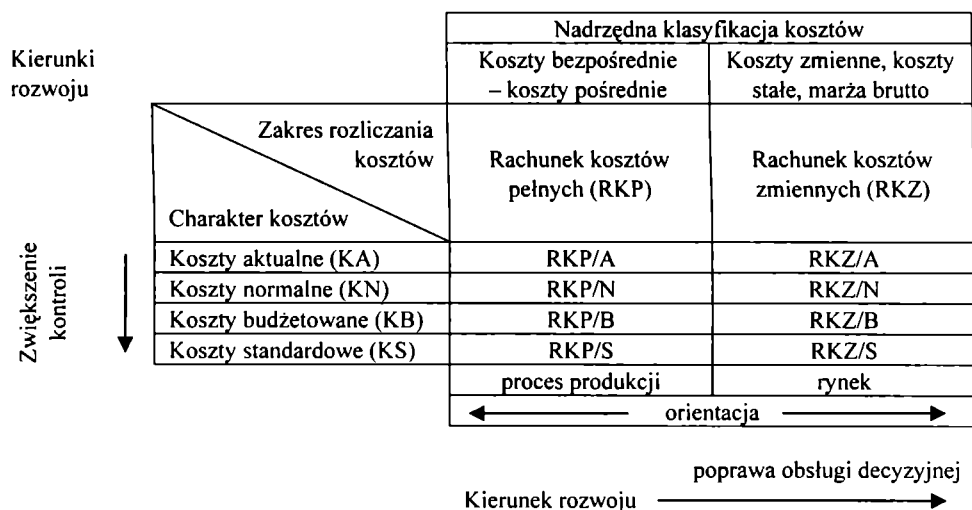 Nadrzędna klasyfikacja kosztów
Kierunki
rozwoju
Koszty bezpośrednie
– koszty pośrednie
Koszty zmienne, koszty
stałe, marża brutto
Zakres rozliczania
kosztów
Charakter kosztów
Rachunek kosztów
pełnych (RKP)
Rachunek kosztów
zmiennych (RKZ)
Zwiększenie
kontroli
Koszty aktualne (KA) RKP/A RKZ/A
Koszty normalne (KN) RKP/N RKZ/N
Koszty budżetowane (KB) RKP/B RKZ/B
Koszty standardowe (KS) RKP/S RKZ/S
proces produkcji rynek
orientacja
poprawa obsługi decyzyjnej
Kierunek rozwoju